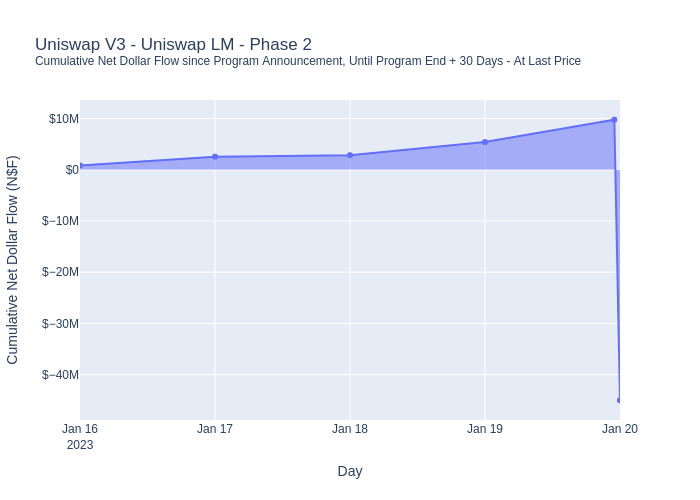 Uniswap V3 - Uniswap LM - Phase 2
Cumulative Net Dollar Flow since Program Announcement, Until Program End + 30 Days - At Last Price
Cumulative Net Dollar Flow (N$F)
$10M
$0
$−10M
$−20M
$−30M
$−40M
Jan 16
2023
Jan 17
Jan 18
Jan 19
Jan 20
Day